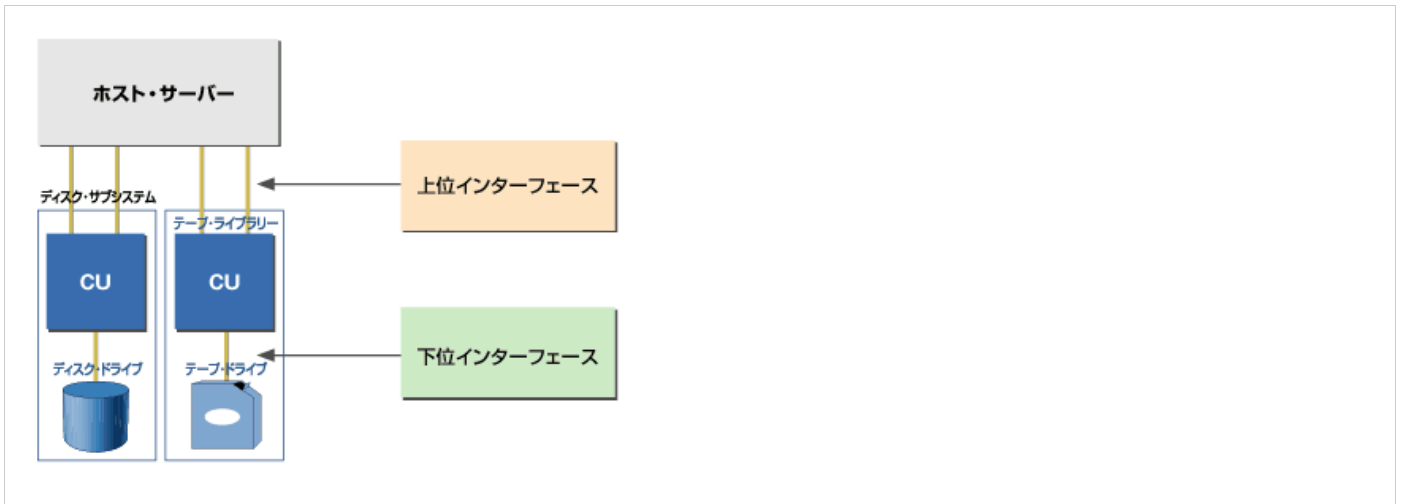 ホスト・サーバー
上位インターフェース
ディスク・サブシステム
テープ・ライブラリー
CU
CU
下位インターフェース
ディスク・ドライブ
テープ・ドライブ